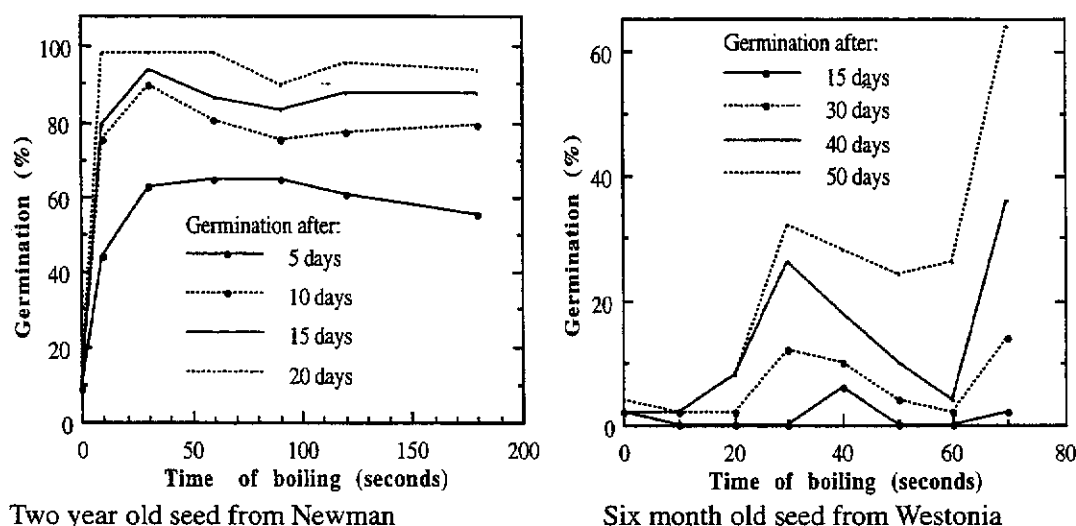 100
80
60
40
20
0
Germination (%)
Germination after:
5 days
10 days
15 days
20 days
0 50 100 150 200
Time of boiling (seconds)
Two year old seed from Newman
60
40
20
0
Germination (%)
Germination after:
15 days
30 days
40 days
50 days
0 20 40 60 80
Time of boiling (seconds)
Six month old seed from Westonia